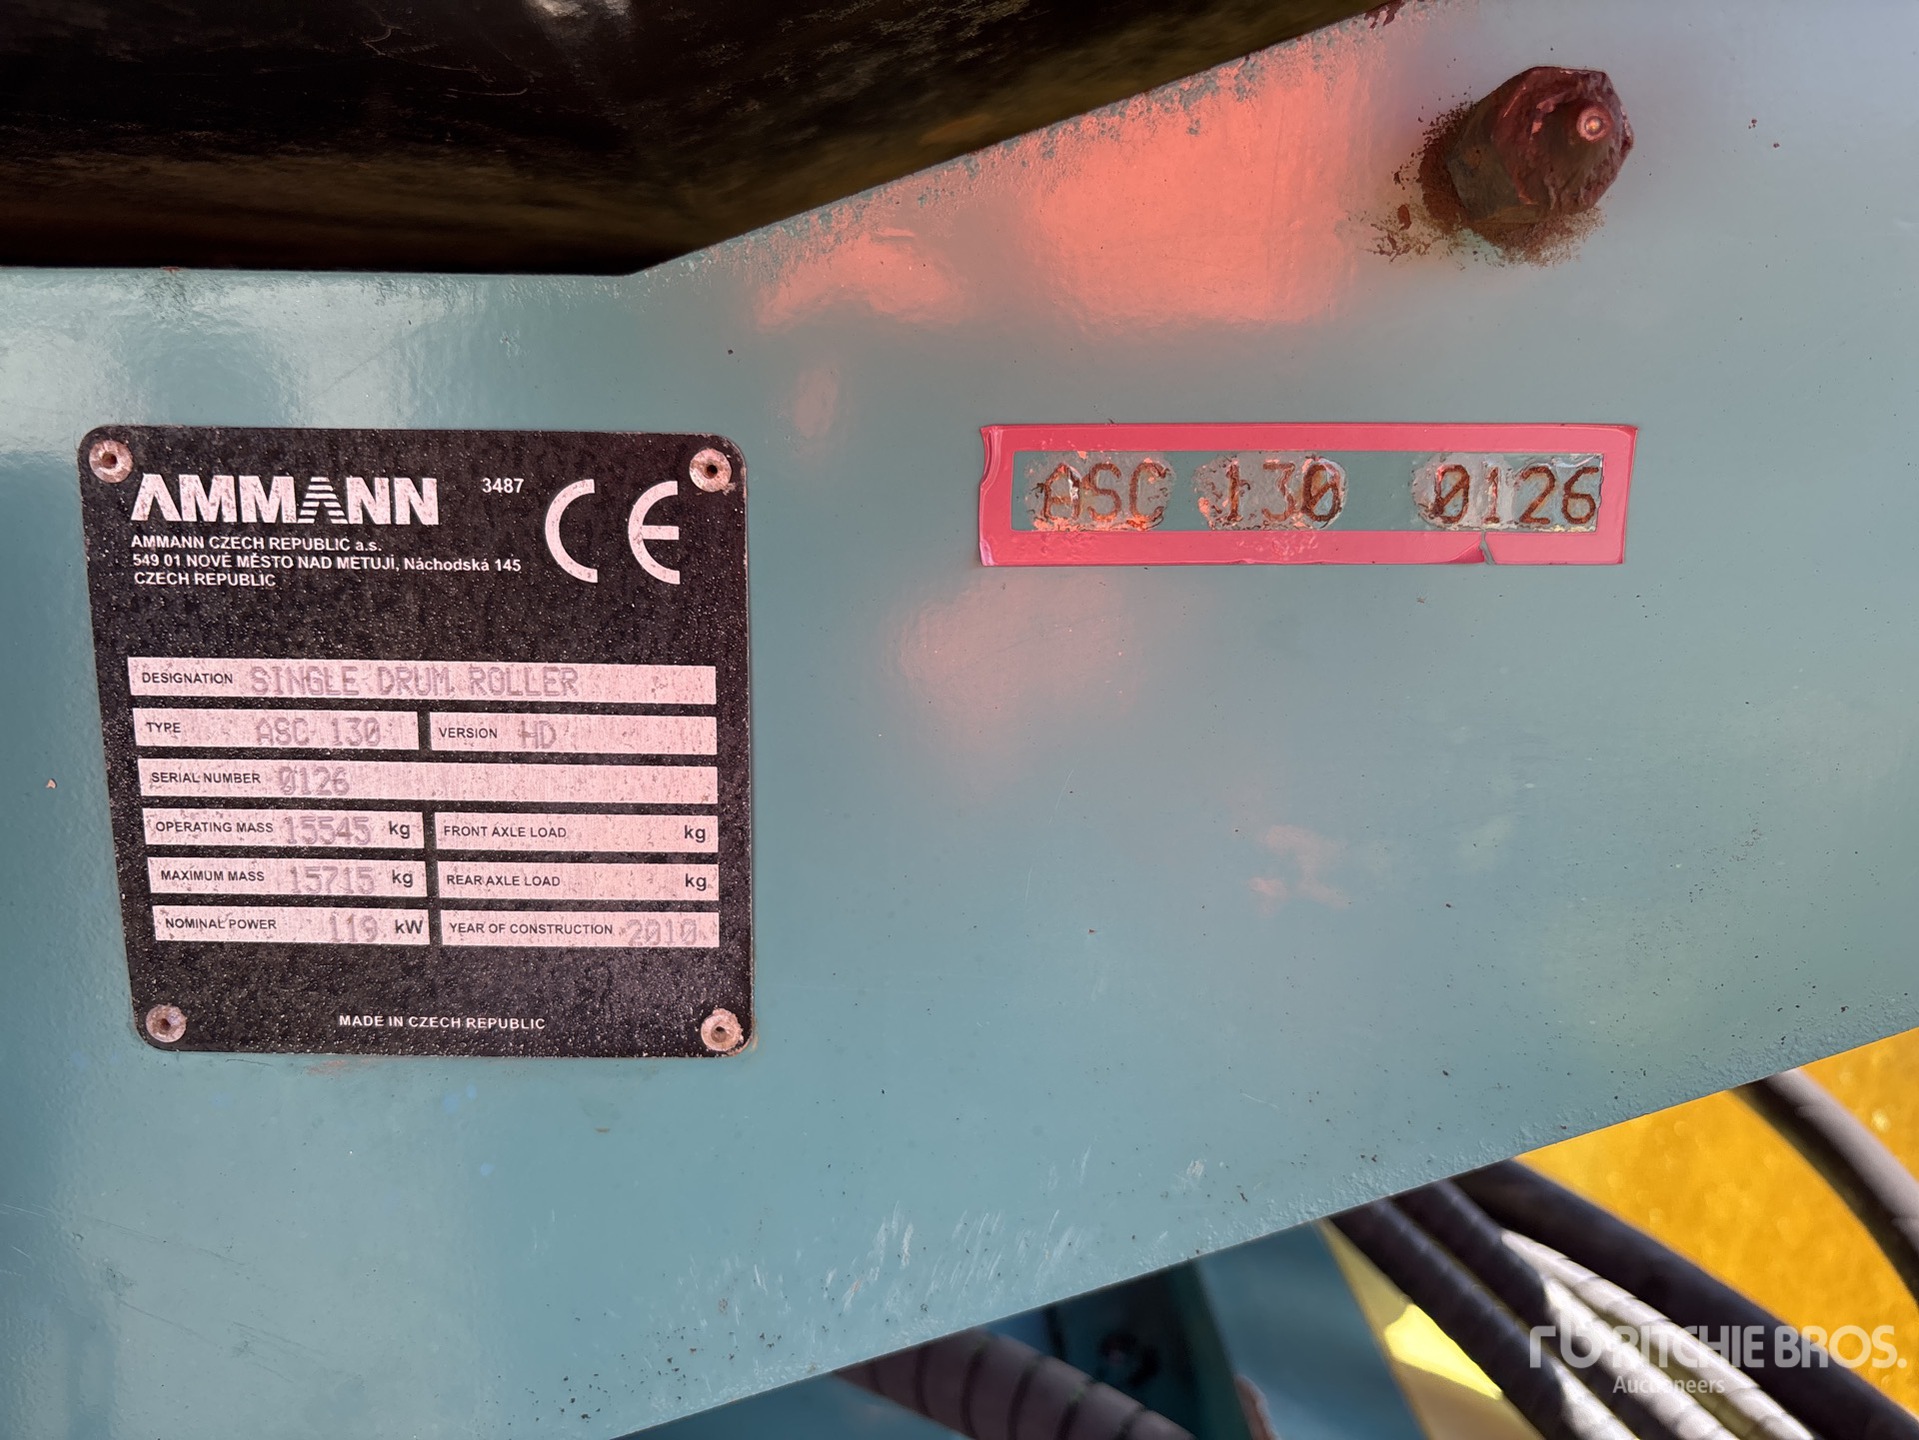 AMMANN 3487 CE
AMMANN CZECH REPUBLIC a.s.
549 01 NOVÉ MĚSTO NAD METUJÍ, Náchodská 145
CZECH REPUBLIC
DESIGNATION SINGLE DRUM ROLLER
TYPE ASC 130 VERSION HD
SERIAL NUMBER 0126
OPERATING MASS 15545 kg FRONT AXLE LOAD kg
MAXIMUM MASS 15715 kg REAR AXLE LOAD kg
NOMINAL POWER 119 kW YEAR OF CONSTRUCTION 2010
MADE IN CZECH REPUBLIC
ASC 130 0126
rb RITCHIE BROS.
Auctioneers